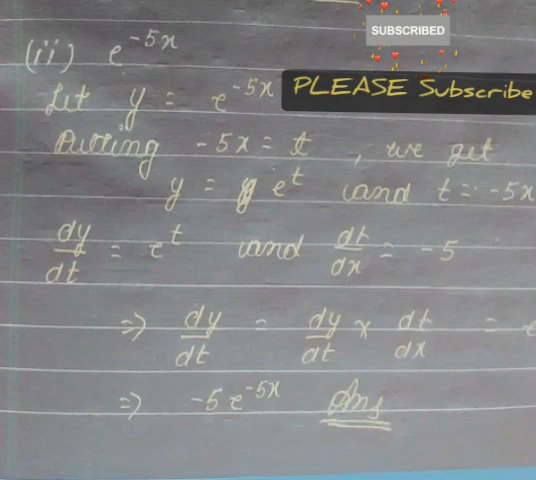 SUBSCRIBED
(ii) e^-5x
Let y = e^-5x
PLEASE Subscribe
Putting -5x = t, we get
y = e^t and t = -5x
dy/dt = e^t and dt/dx = -5
=> dy/dt = dy/dt × dt/dx = e
=> -5e^-5x Ans